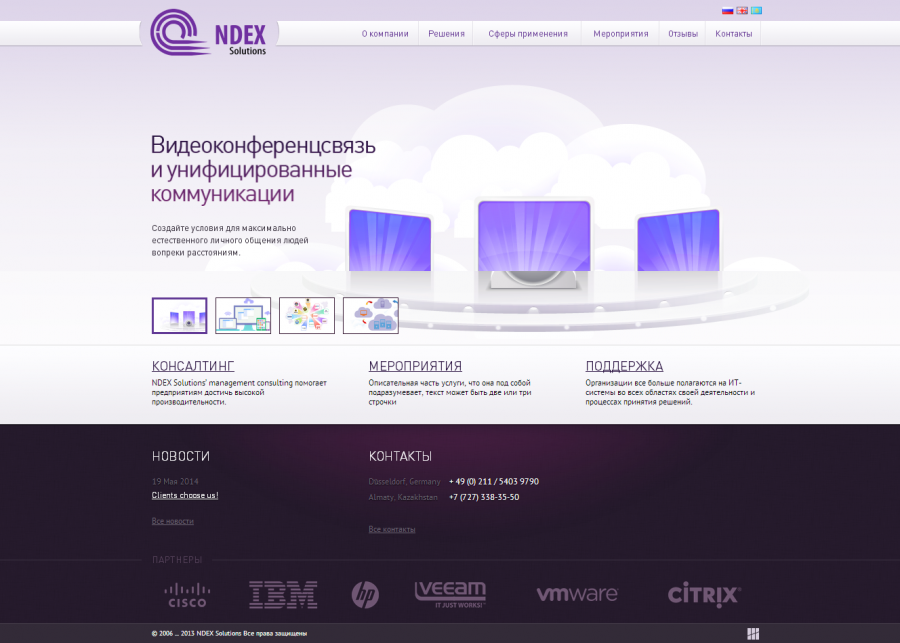 NDEX
Solutions
О компании Решения Сферы применения Мероприятия Отзывы Контакты
Видеоконференцсвязь
и унифицированные
коммуникации
Создайте условия для максимально
естественного личного общения людей
вопреки расстояниям.
КОНСАЛТИНГ
NDEX Solutions' management consulting помогает
предприятиям достичь высокой
производительности.
МЕРОПРИЯТИЯ
Описательная часть услуги, что она под собой
подразумевает, текст может быть две или три
строчки
ПОДДЕРЖКА
Организации все больше полагаются на ИТ-
системы во всех областях своей деятельности и
процессах принятия решений.
НОВОСТИ
19 Мая 2014
Clients choose us!
Все новости
КОНТАКТЫ
Düsseldorf, Germany + 49 (0) 211 / 5403 9790
Almaty, Kazakhstan +7 (727) 338-35-50
Все контакты
ПАРТНЕРЫ
CISCO IBM hp veeam vmware CITRIX
IT JUST WORKS!
© 2006 ... 2013 NDEX Solutions Все права защищены